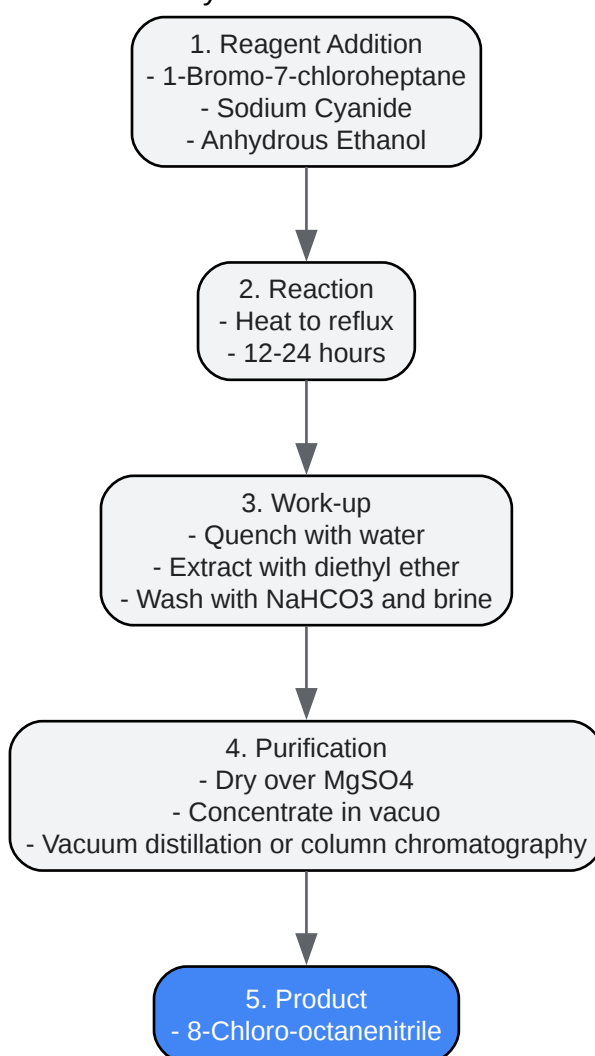 1. Reagent Addition
- 1-Bromo-7-chloroheptane
- Sodium Cyanide
- Anhydrous Ethanol
2. Reaction
- Heat to reflux
- 12-24 hours
3. Work-up
- Quench with water
- Extract with diethyl ether
- Wash with NaHCO3 and brine
4. Purification
- Dry over MgSO4
- Concentrate in vacuo
- Vacuum distillation or column chromatography
5. Product
- 8-Chloro-octanenitrile